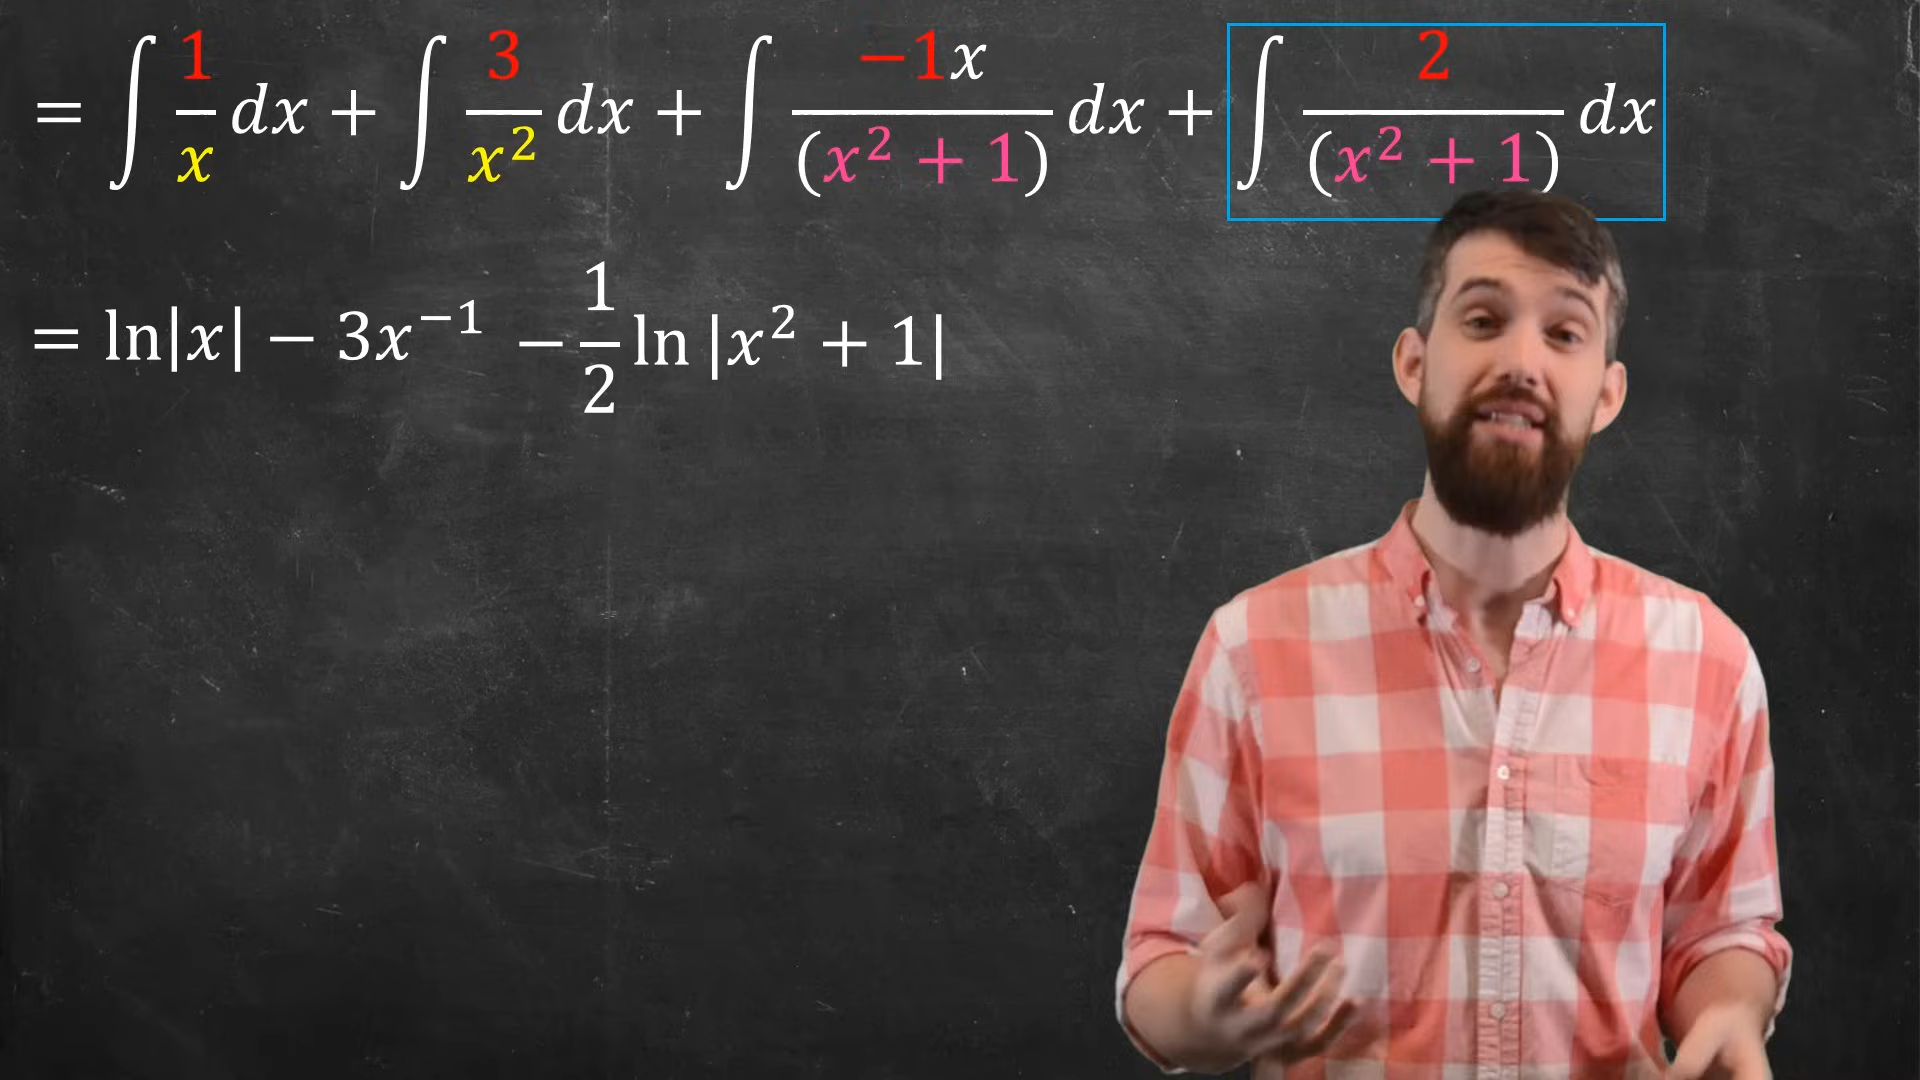 = ∫ 1/x dx + ∫ 3/x² dx + ∫ −1x/(x² + 1) dx + ∫ 2/(x² + 1) dx
= ln|x| − 3x⁻¹ − 1/2 ln |x² + 1|